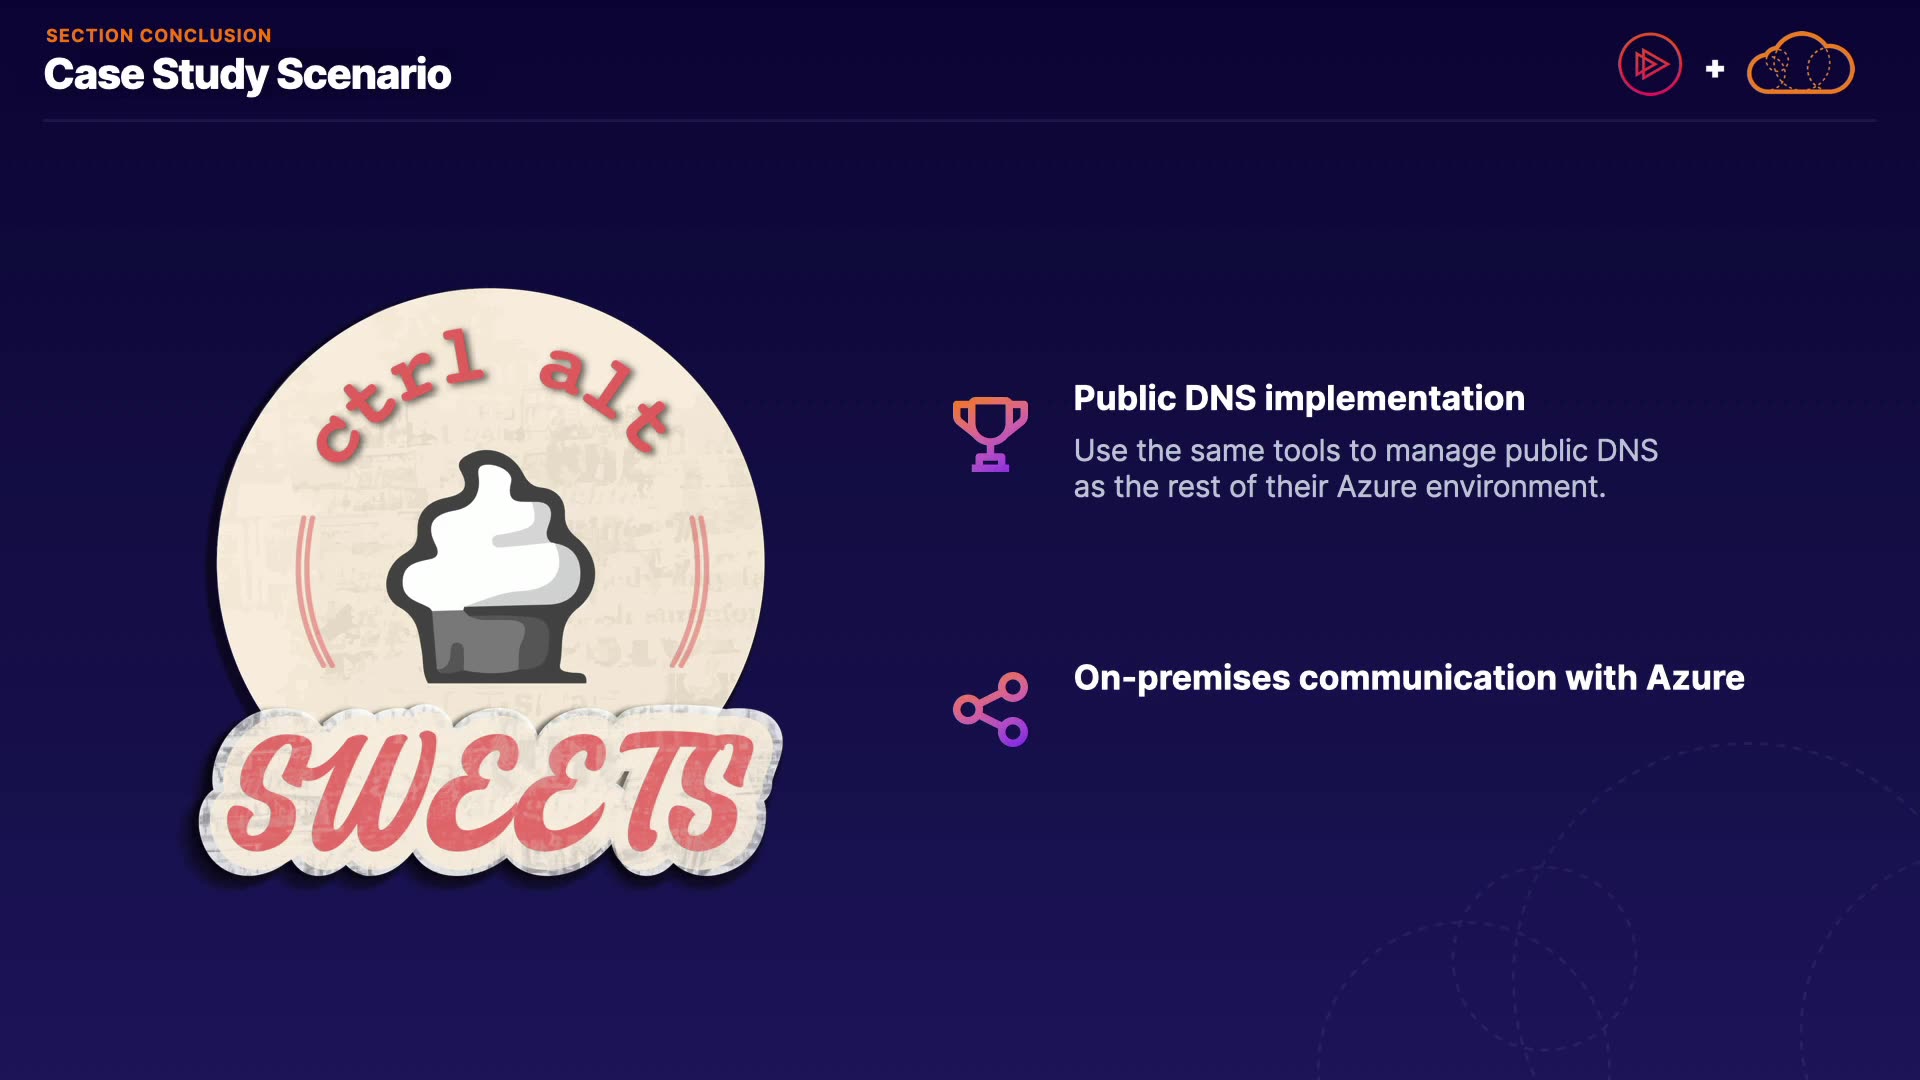 SECTION CONCLUSION
Case Study Scenario
+
ctrl alt
SWEETS
Public DNS implementation
Use the same tools to manage public DNS
as the rest of their Azure environment.
On-premises communication with Azure